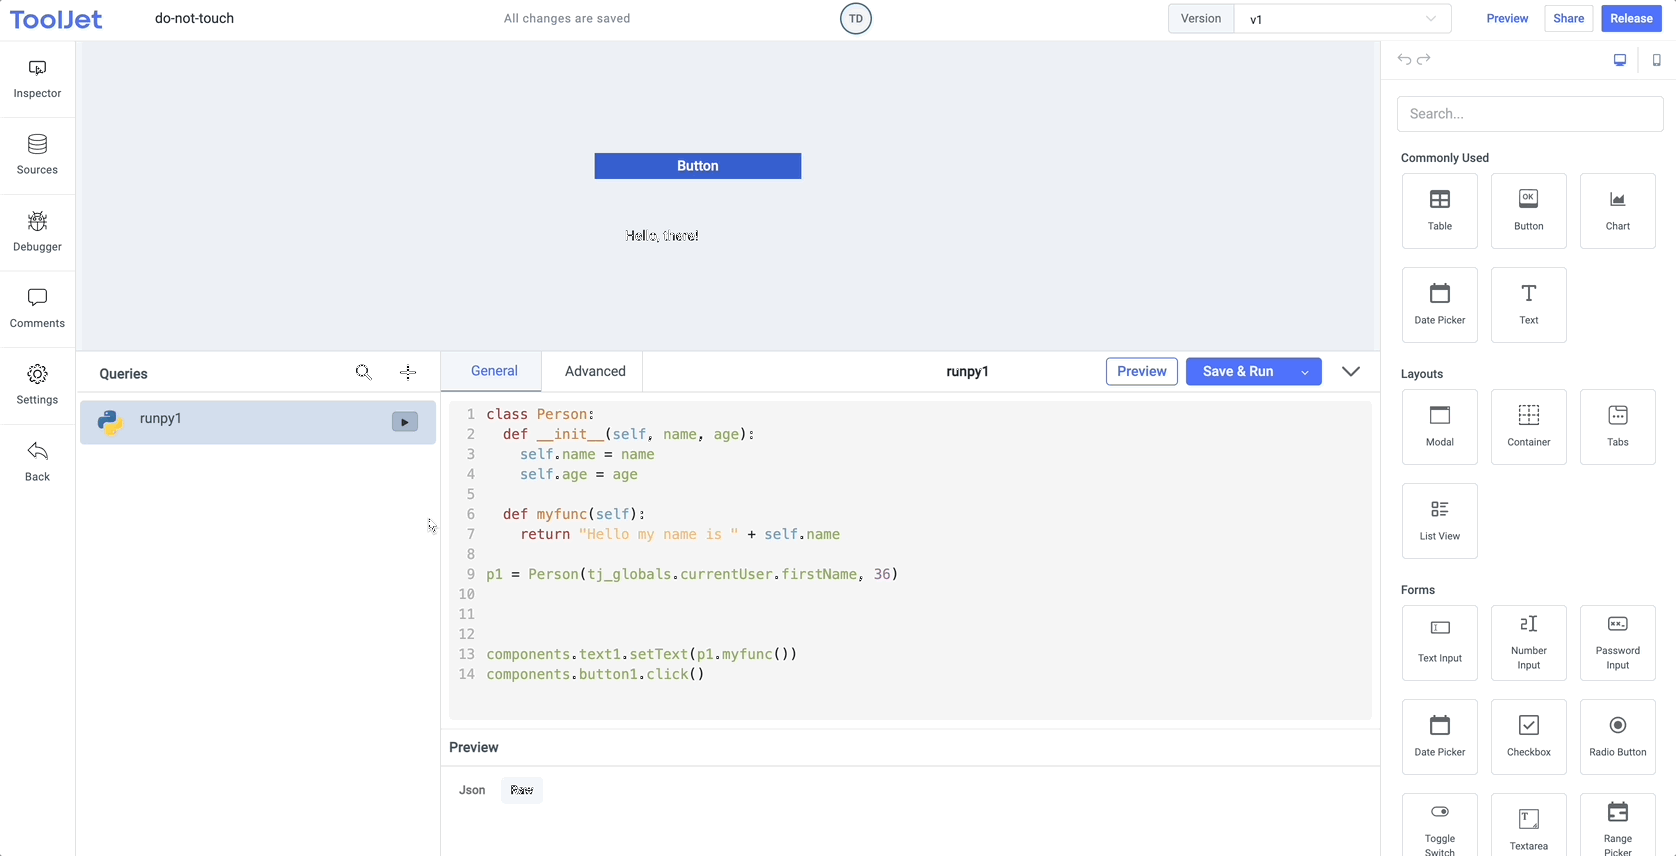 ToolJet
do-not-touch
All changes are saved
TD
Version
v1
Preview
Share
Release
Inspector
Sources
Debugger
Comments
Settings
Back
Button
Hello, there!
Queries
runpy1
General
Advanced
runpy1
Preview
Save & Run
1 class Person:
2 def __init__(self, name, age):
3 self.name = name
4 self.age = age
5
6 def myfunc(self):
7 return "Hello my name is " + self.name
8
9 p1 = Person(tj_globals.currentUser.firstName, 36)
10
11
12
13 components.text1.setText(p1.myfunc())
14 components.button1.click()
Preview
Json
Raw
Search...
Commonly Used
Table
OK
Button
Chart
Date Picker
T
Text
Layouts
Modal
Container
Tabs
List View
Forms
Text Input
Number
Input
Password
Input
Date Picker
Checkbox
Radio Button
Toggle
Switch
Textarea
Range
Picker